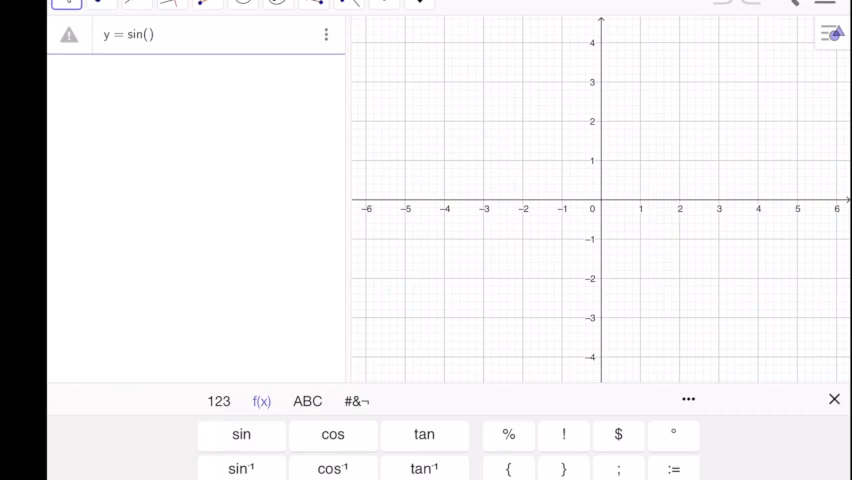 y = sin()
4
3
2
1
−6 −5 −4 −3 −2 −1 0 1 2 3 4 5 6
−1
−2
−3
−4
123 f(x) ABC #&¬ ...
sin cos tan % ! $ °
sin⁻¹ cos⁻¹ tan⁻¹ { } ; :=